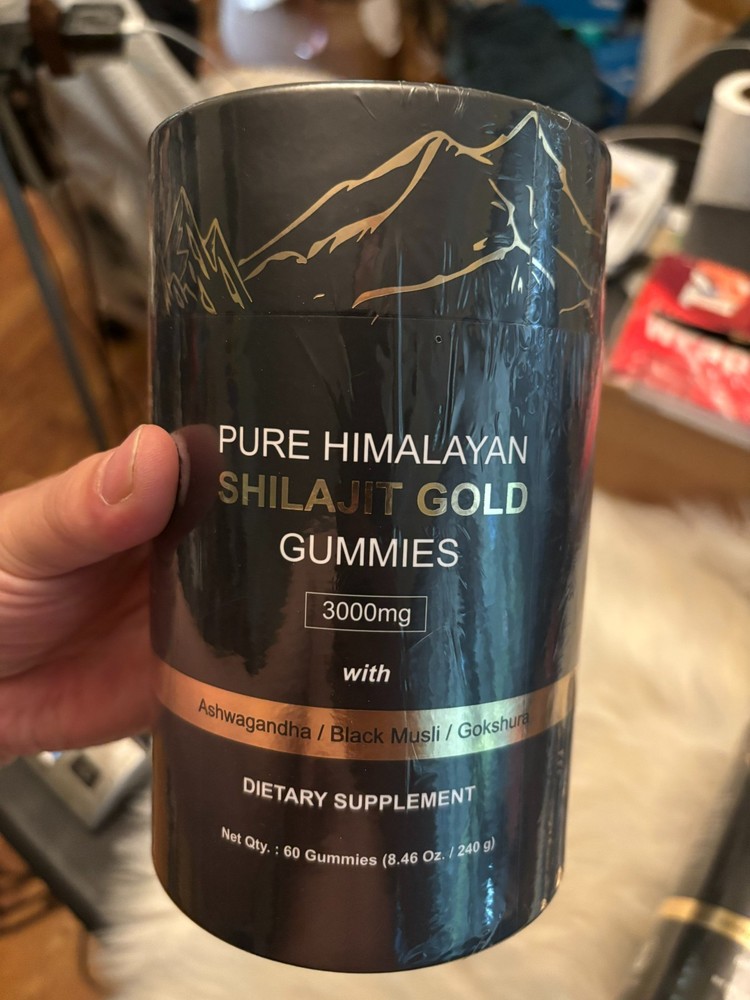 PURE HIMALAYAN
SHILAJIT GOLD
GUMMIES
3000mg
with
Ashwagandha / Black Musli / Gokshura
DIETARY SUPPLEMENT
Net Qty. : 60 Gummies (8.46 Oz. / 240 g)